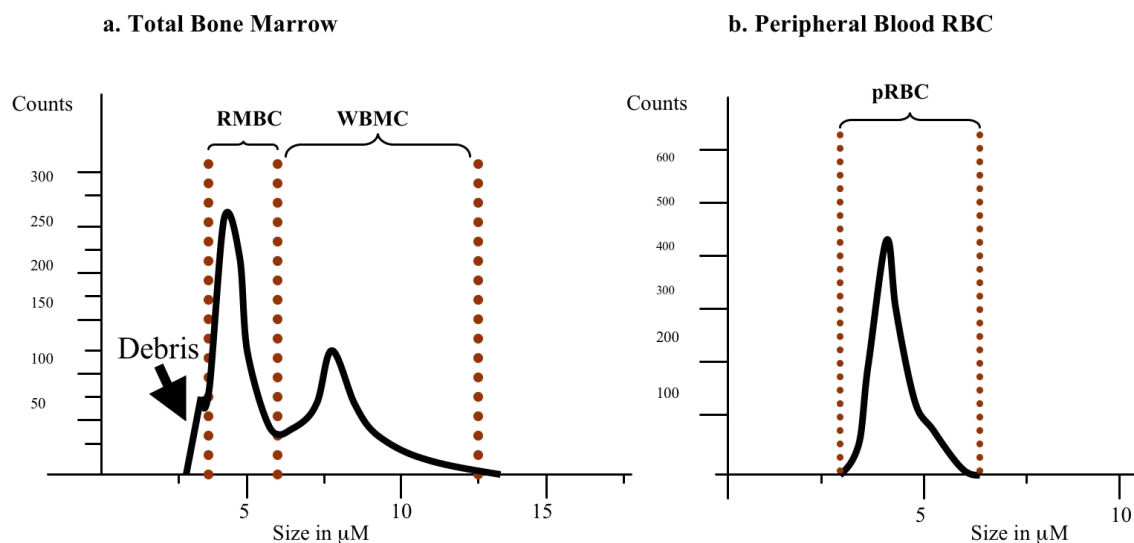 a. Total Bone Marrow
Counts
RMBC
WBMC
300
250
200
150
100
50
Debris
5
10
15
Size in μM
b. Peripheral Blood RBC
Counts
pRBC
600
500
400
300
200
100
5
10
Size in μM